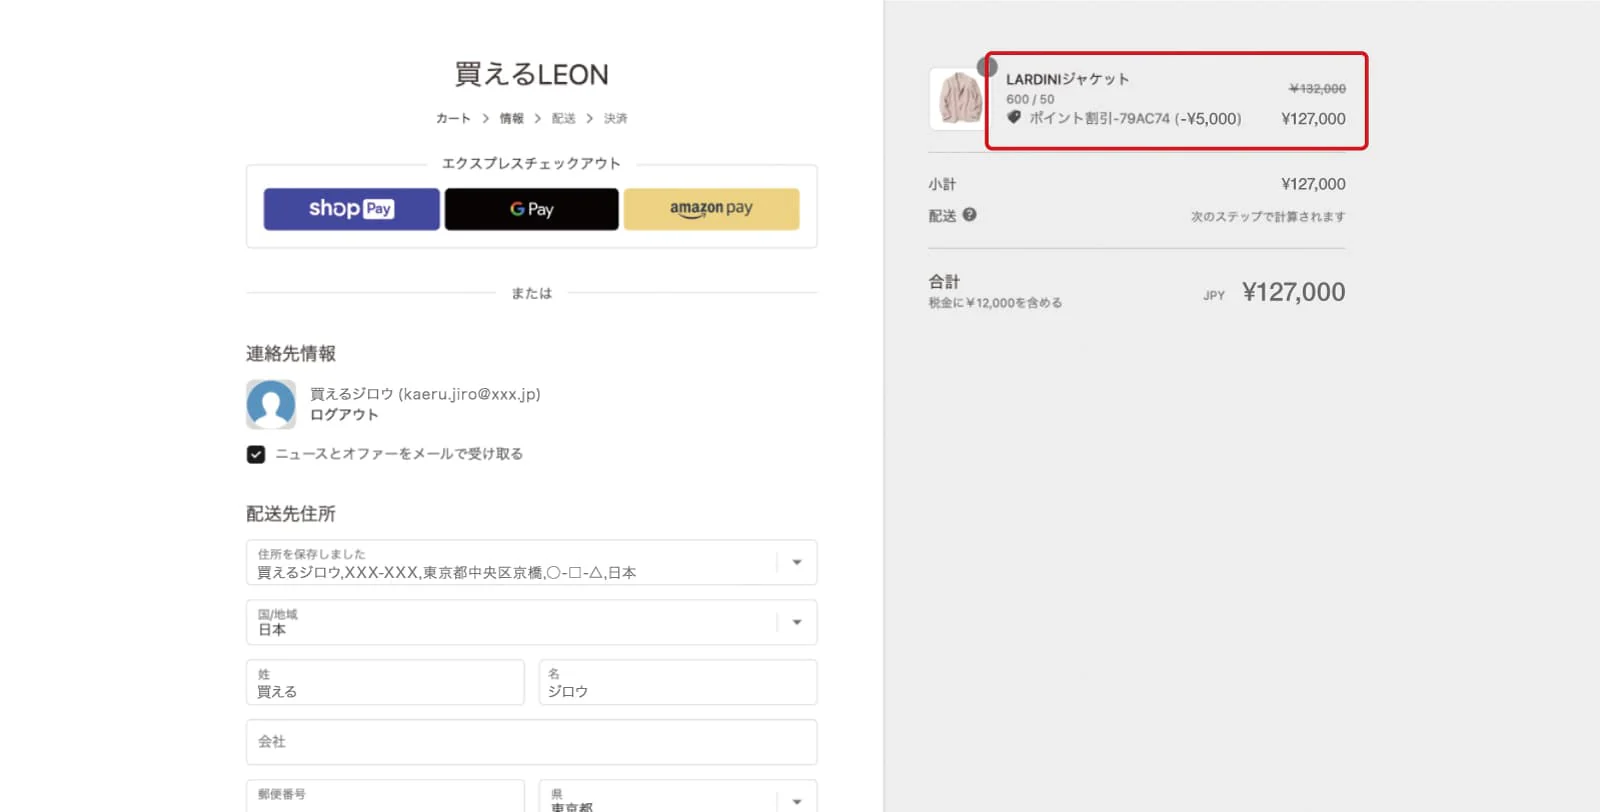 買えるLEON
カート > 情報 > 配送 > 決済
エクスプレスチェックアウト
shop Pay
G Pay
amazon pay
または
連絡先情報
買えるジロウ (kaeru.jiro@xxx.jp)
ログアウト
ニュースとオファーをメールで受け取る
配送先住所
住所を保存しました
買えるジロウ,XXX-XXX,東京都中央区京橋,〇-□-△,日本
国/地域
日本
姓
買える
名
ジロウ
会社
郵便番号
県
東京都
LARDINIジャケット
¥132,000
600 / 50
ポイント割引-79AC74 (-¥5,000)
¥127,000
小計
¥127,000
配送 ?
次のステップで計算されます
合計
税金に¥12,000を含める
JPY ¥127,000